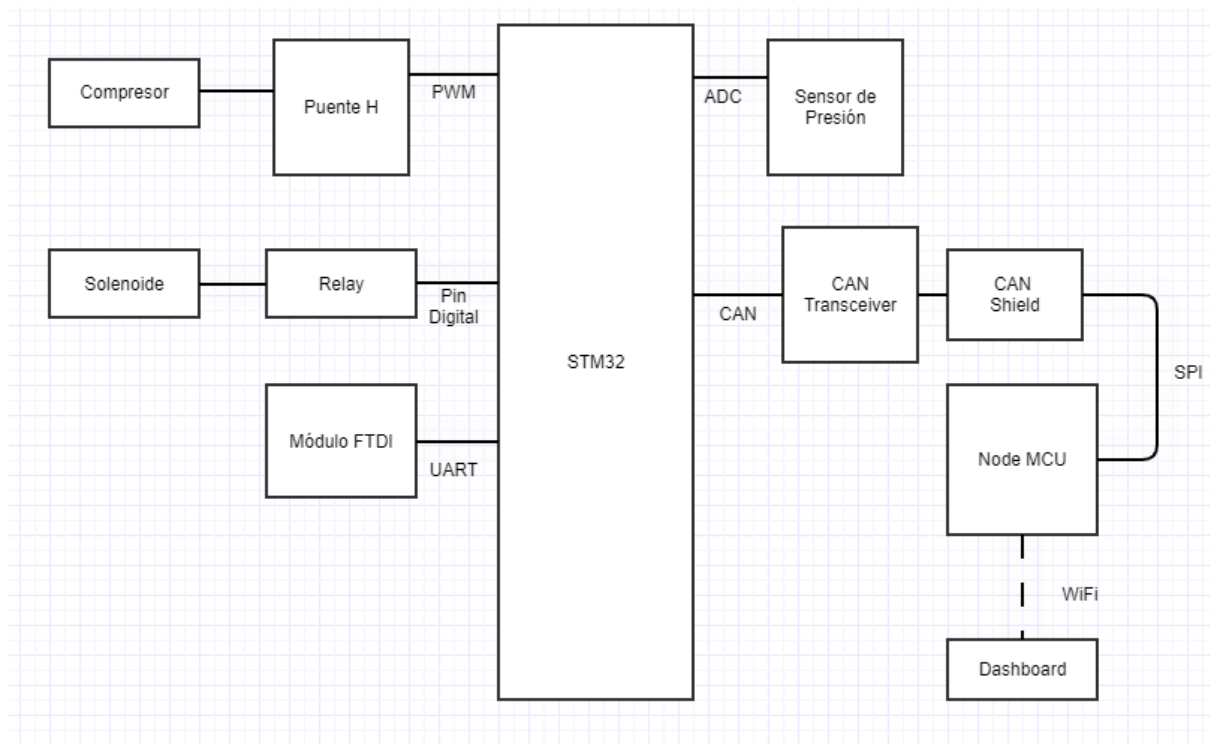 Compresor
Puente H
PWM
ADC
Sensor de
Presión
Solenoide
Relay
Pin
Digital
STM32
CAN
CAN
Transceiver
CAN
Shield
SPI
Módulo FTDI
UART
Node MCU
WiFi
Dashboard